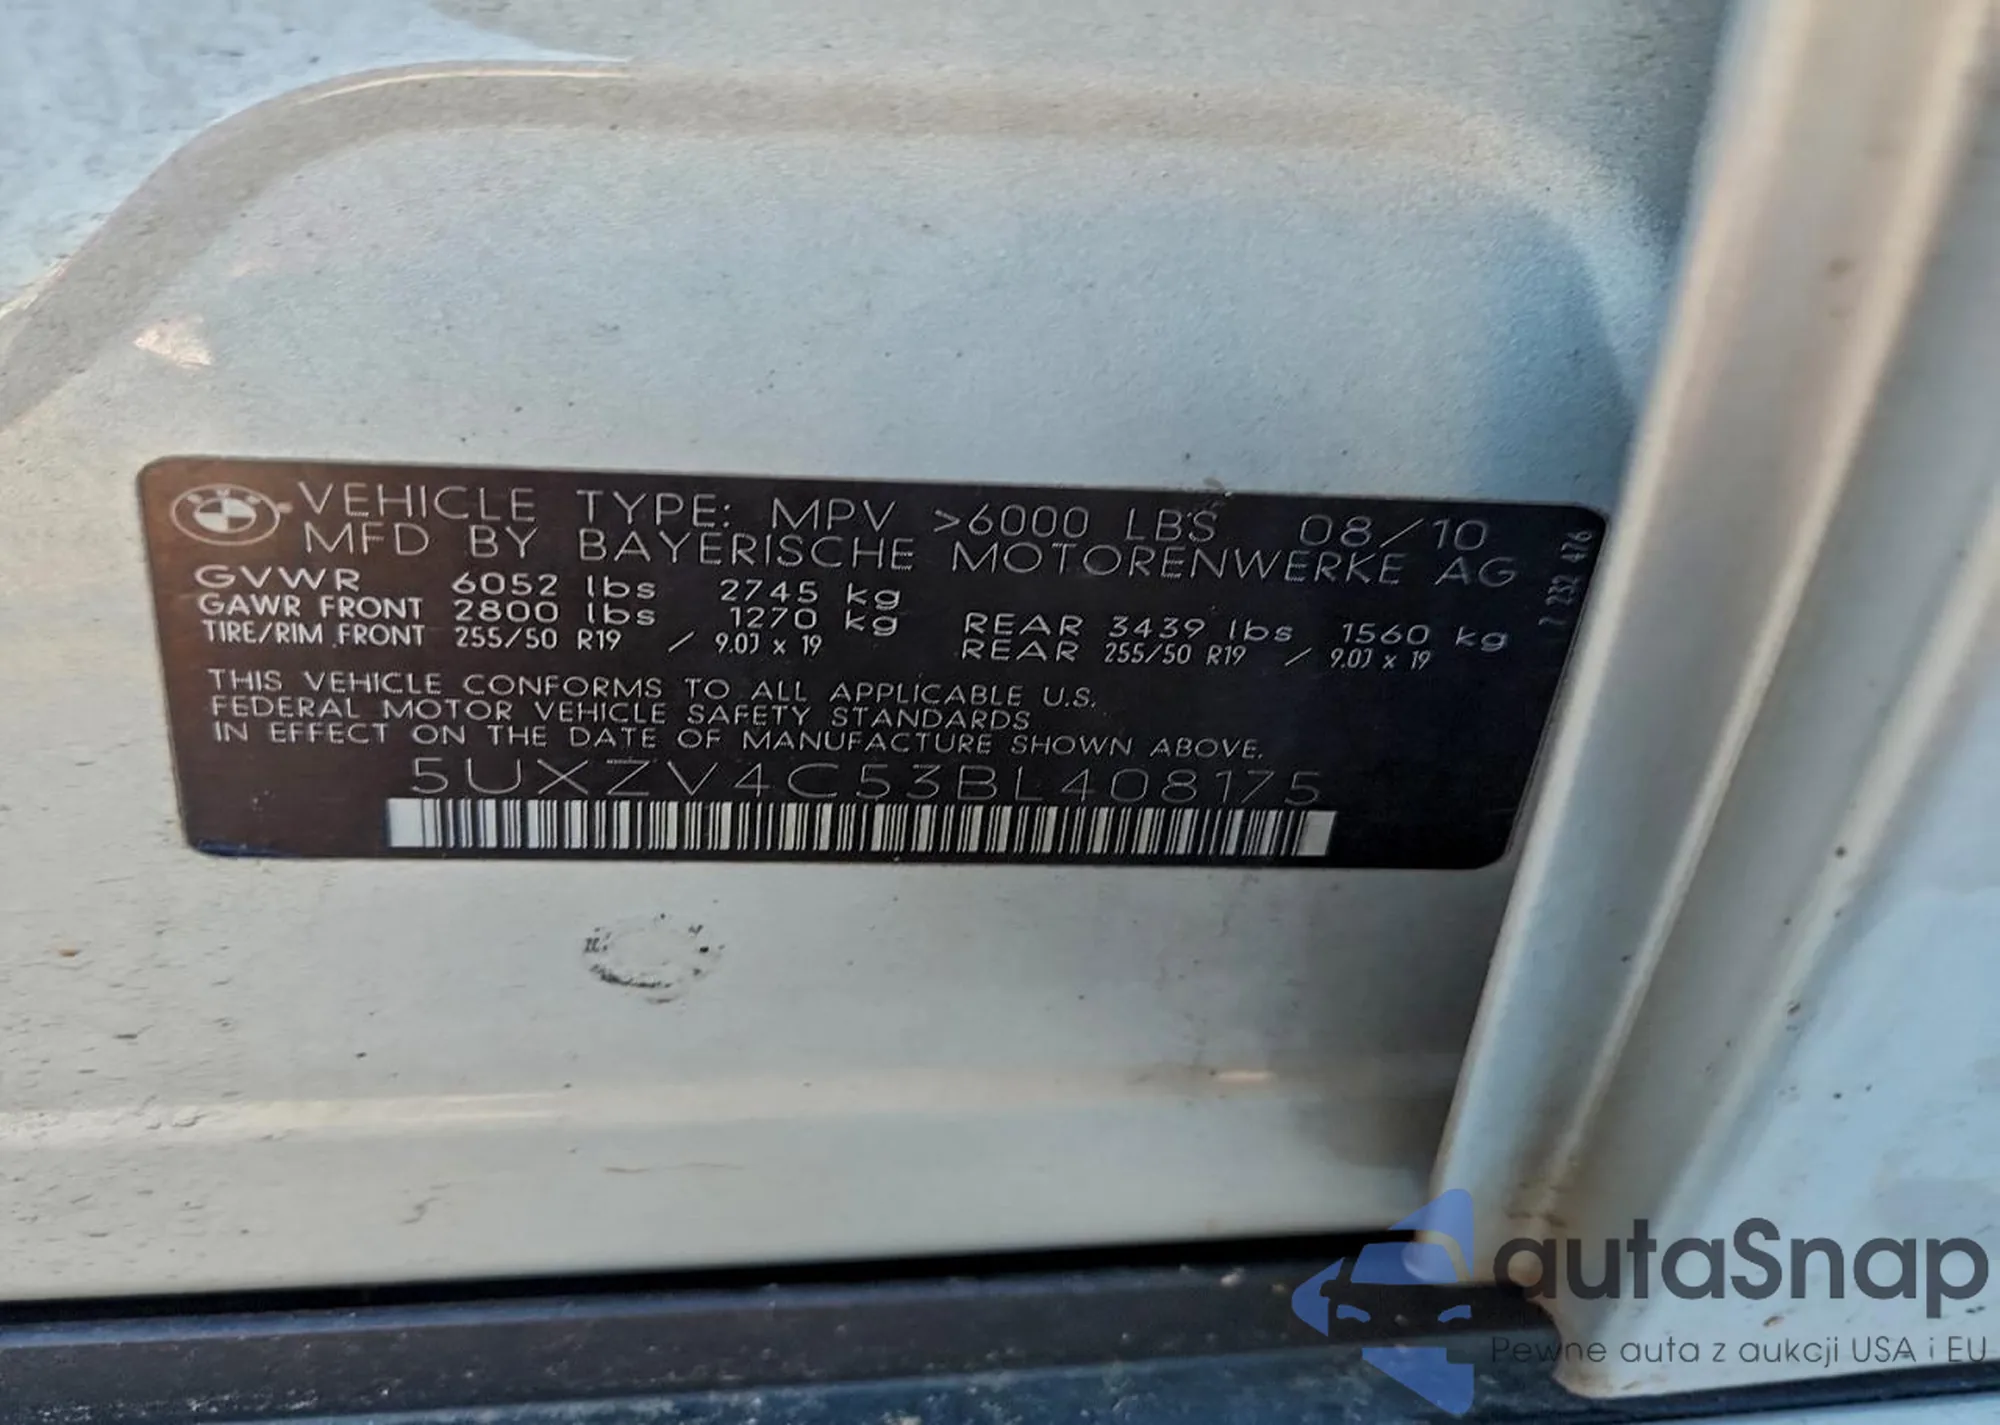 VEHICLE TYPE: MPV >6000 LBS 08/10
MFD BY BAYERISCHE MOTORENWERKE AG
GVWR 6052 lbs 2745 kg
GAWR FRONT 2800 lbs 1270 kg REAR 3439 lbs 1560 kg
TIRE/RIM FRONT 255/50 R19 / 9.0J x 19 REAR 255/50 R19 / 9.0J x 19
THIS VEHICLE CONFORMS TO ALL APPLICABLE U.S.
FEDERAL MOTOR VEHICLE SAFETY STANDARDS
IN EFFECT ON THE DATE OF MANUFACTURE SHOWN ABOVE.
5UXZV4C53BL408175
7 232 476
autaSnap
Pewne auta z aukcji USA i EU